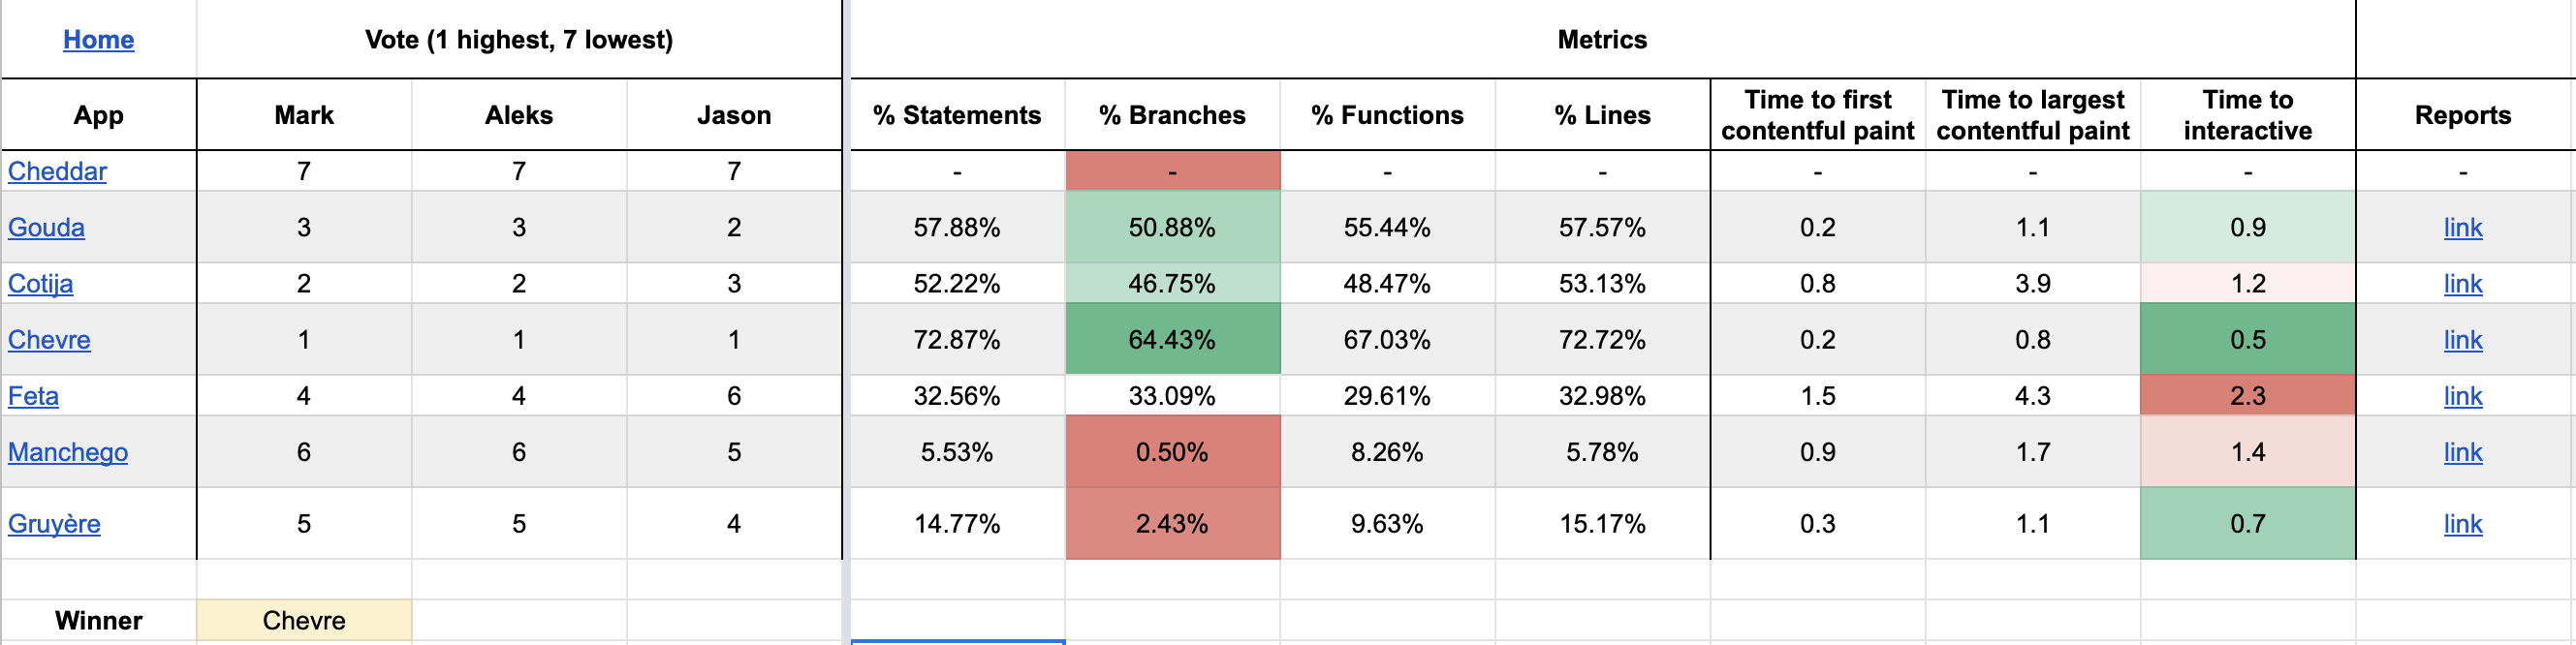 Home Vote (1 highest, 7 lowest) Metrics
App Mark Aleks Jason % Statements % Branches % Functions % Lines Time to first contentful paint Time to largest contentful paint Time to interactive Reports
Cheddar 7 7 7 - - - - - - - -
Gouda 3 3 2 57.88% 50.88% 55.44% 57.57% 0.2 1.1 0.9 link
Cotija 2 2 3 52.22% 46.75% 48.47% 53.13% 0.8 3.9 1.2 link
Chevre 1 1 1 72.87% 64.43% 67.03% 72.72% 0.2 0.8 0.5 link
Feta 4 4 6 32.56% 33.09% 29.61% 32.98% 1.5 4.3 2.3 link
Manchego 6 6 5 5.53% 0.50% 8.26% 5.78% 0.9 1.7 1.4 link
Gruyère 5 5 4 14.77% 2.43% 9.63% 15.17% 0.3 1.1 0.7 link
Winner Chevre